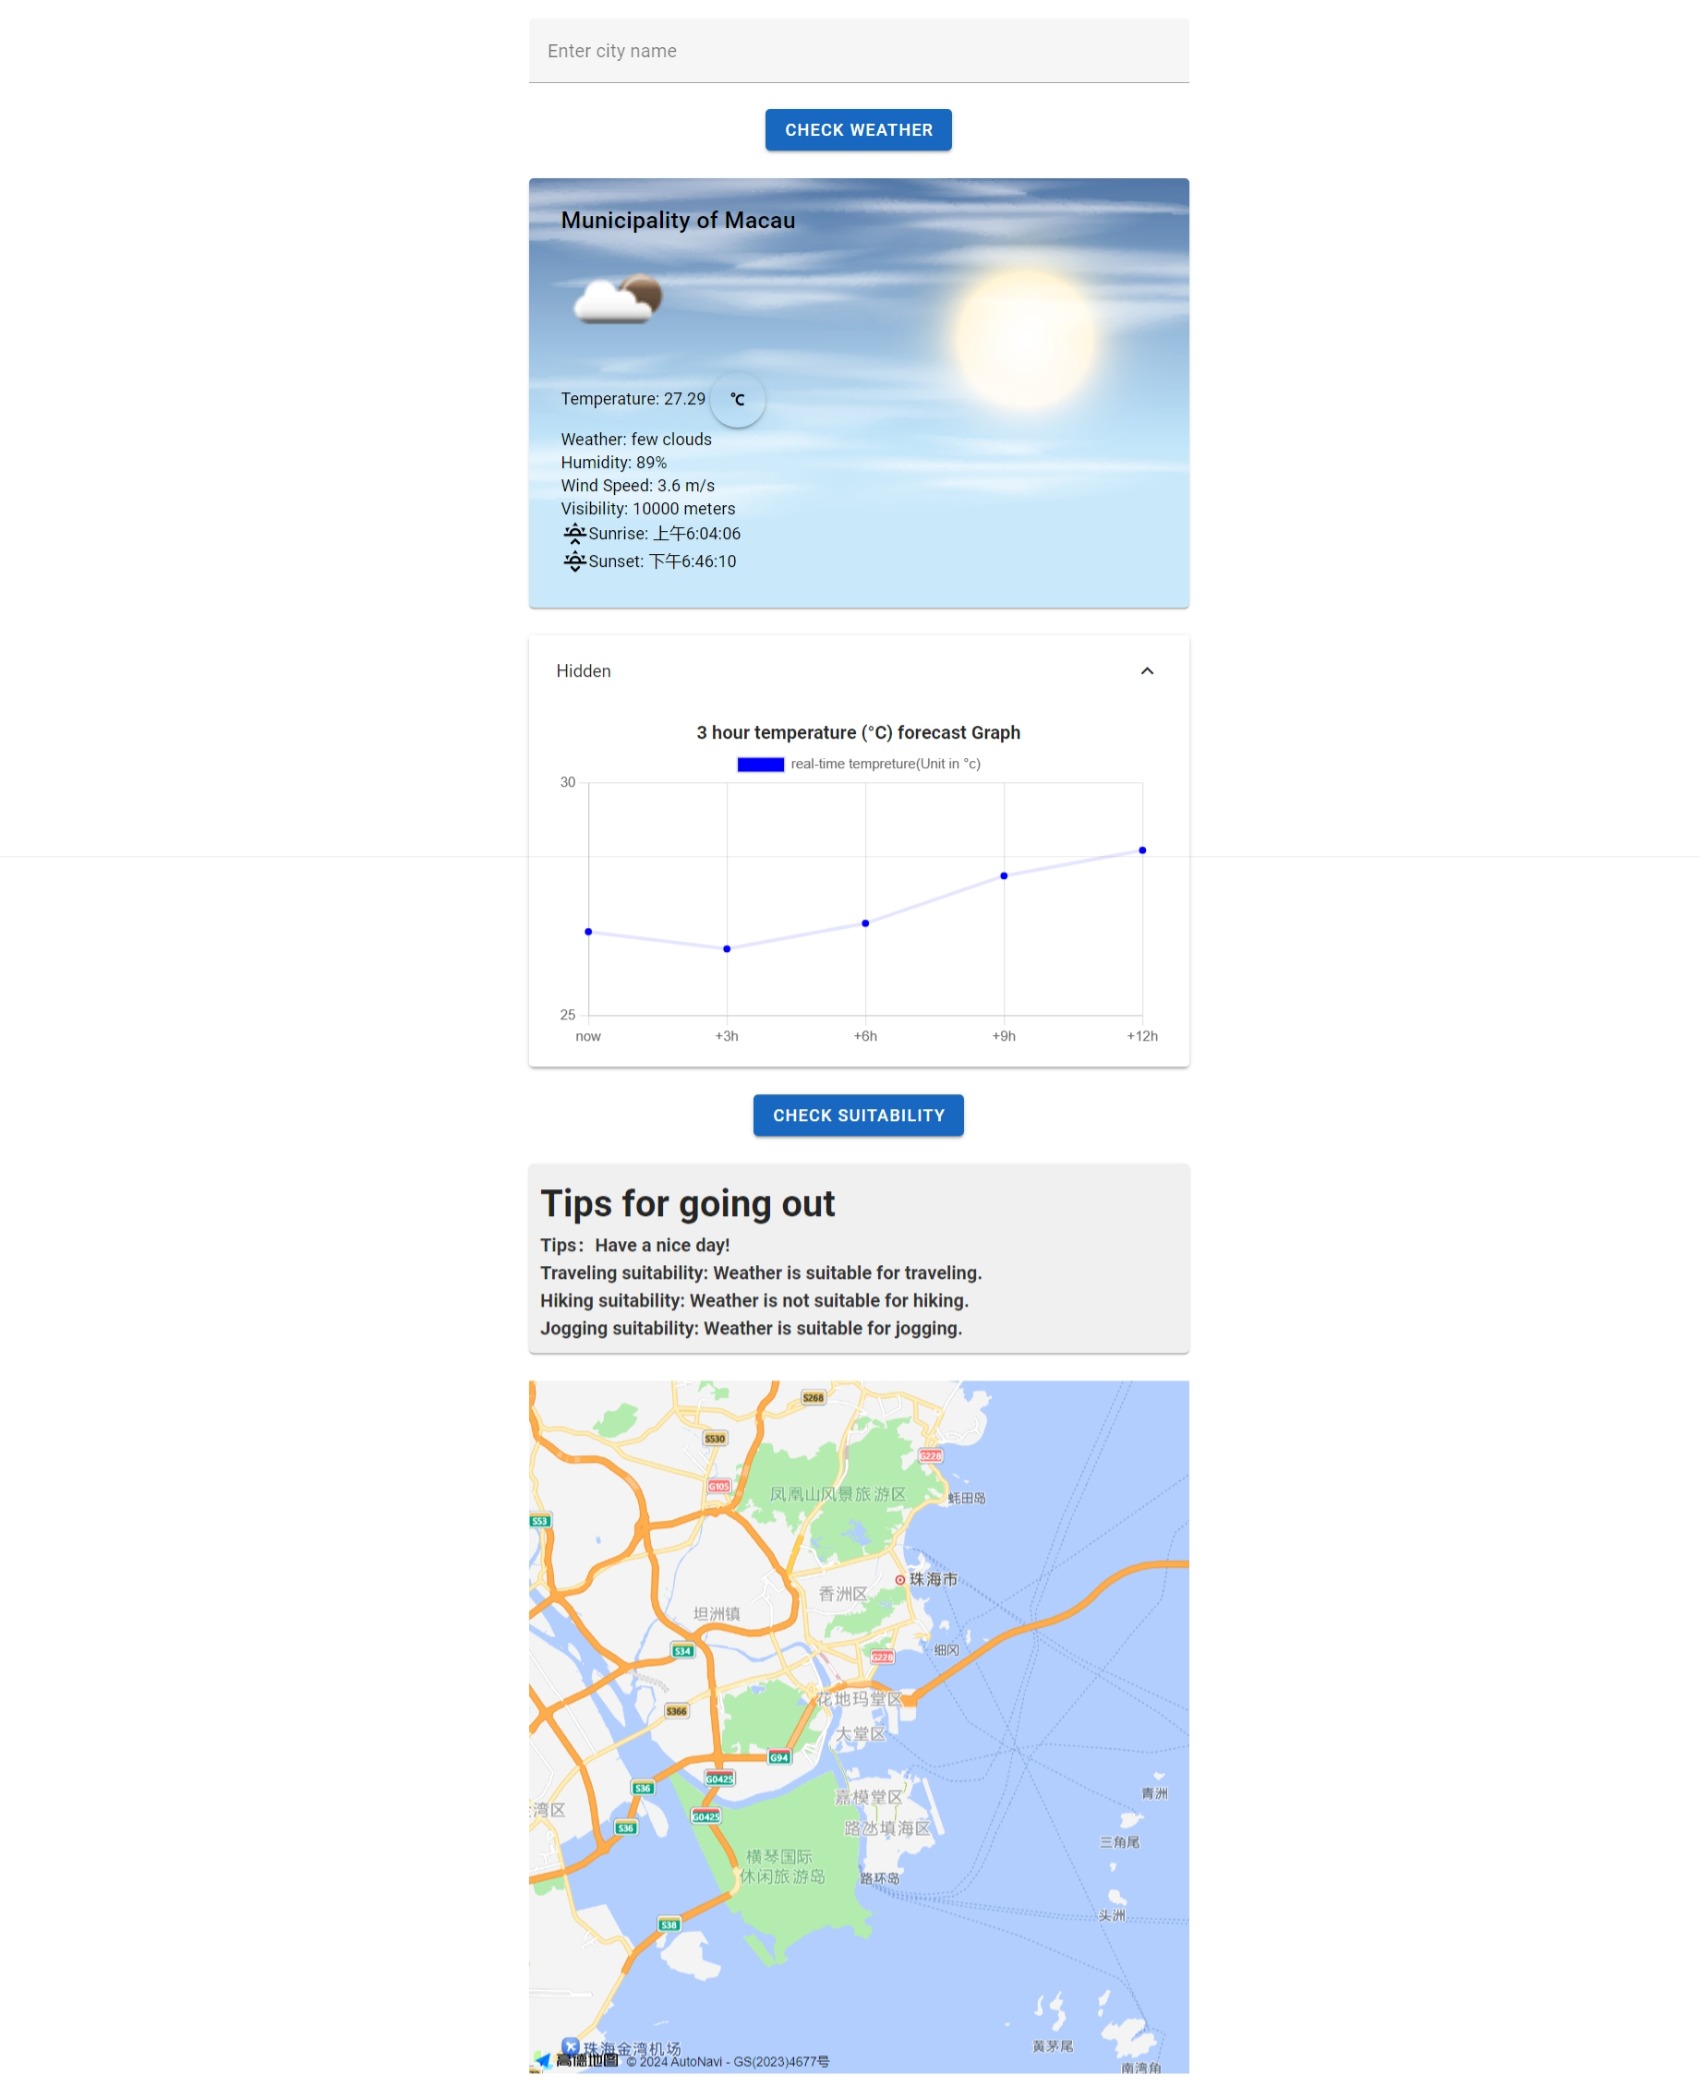 Enter city name
CHECK WEATHER
Municipality of Macau
Temperature: 27.29 °C
Weather: few clouds
Humidity: 89%
Wind Speed: 3.6 m/s
Visibility: 10000 meters
Sunrise: 上午6:04:06
Sunset: 下午6:46:10
Hidden
3 hour temperature (°C) forecast Graph
real-time tempreture(Unit in °c)
30
25
now +3h +6h +9h +12h
CHECK SUITABILITY
Tips for going out
Tips：Have a nice day!
Traveling suitability: Weather is suitable for traveling.
Hiking suitability: Weather is not suitable for hiking.
Jogging suitability: Weather is suitable for jogging.
S268
S530
G228
G105
凤凰山风景旅游区
蚝田岛
S53
珠海市
香洲区
坦洲镇
S34
细冈
G228
花地玛堂区
S366
大堂区
G94
G0425
S36
青洲
嘉模堂区
湾区
G0425
S36
路氹填海区
三角尾
横琴国际
休闲旅游岛
路环岛
头洲
S38
黄茅尾
珠海金湾机场
高德地图 © 2024 AutoNavi - GS(2023)4677号
南湾角